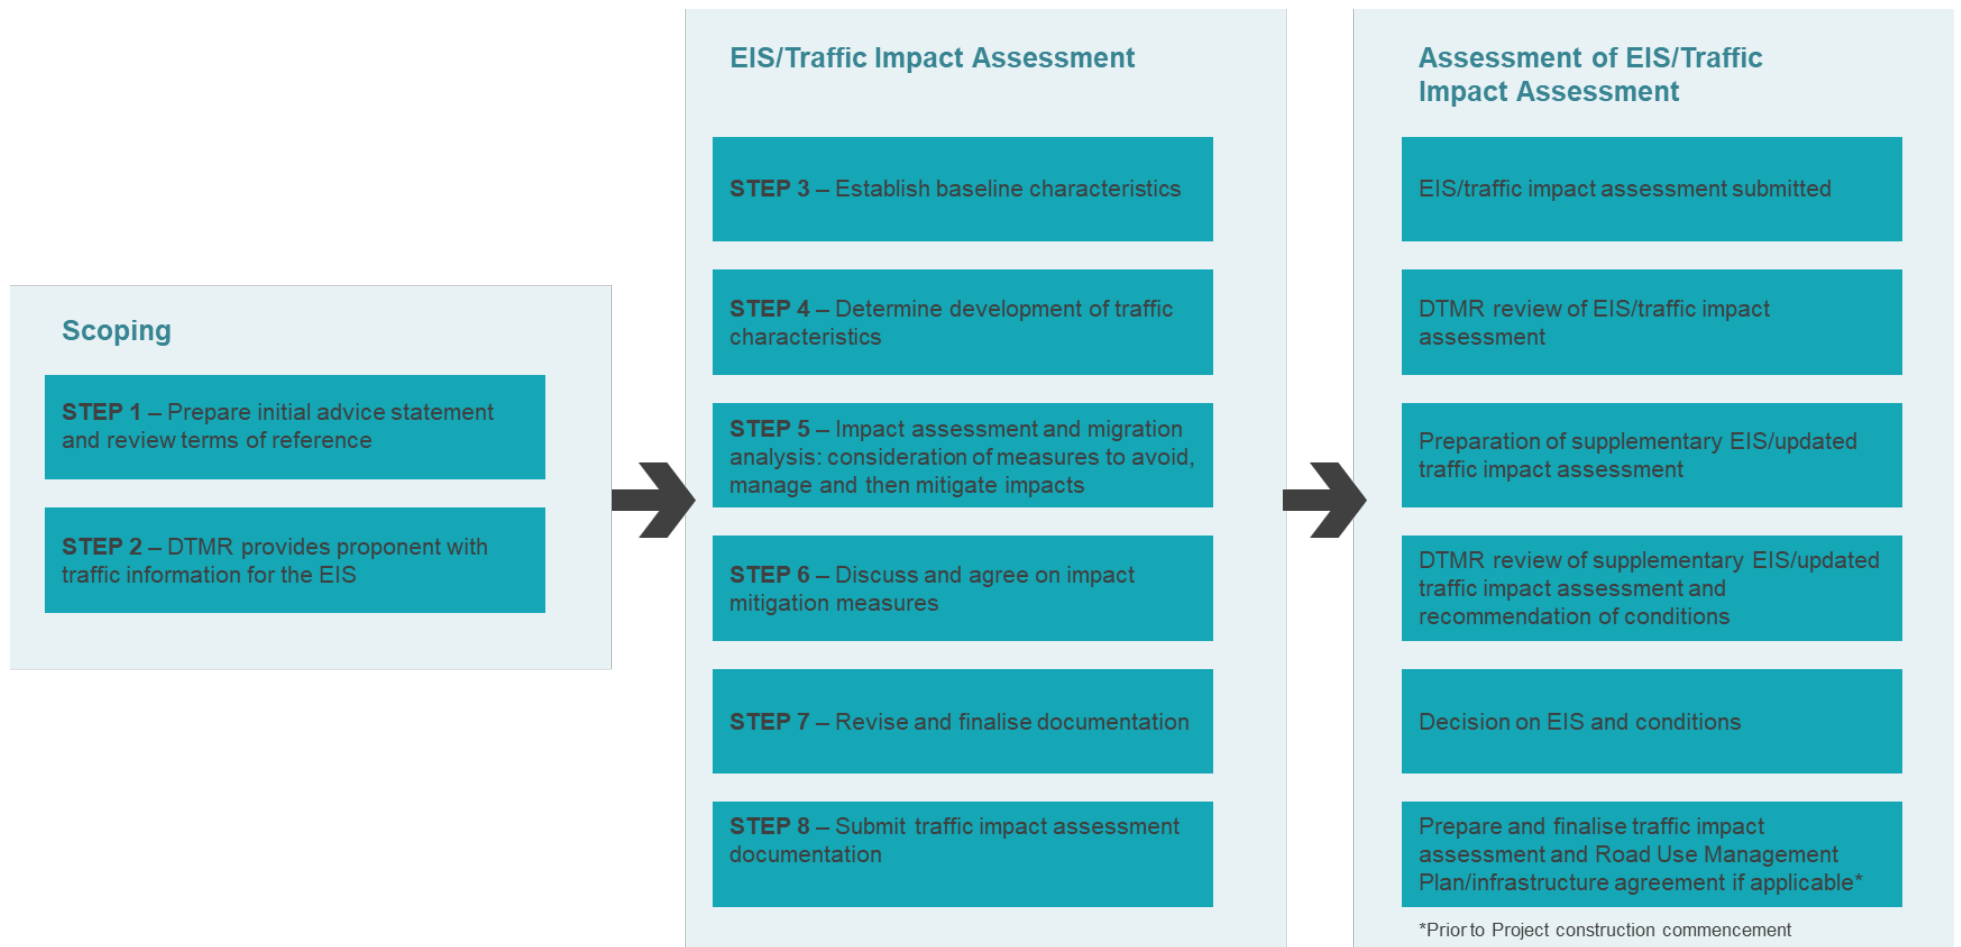 Scoping
STEP 1 – Prepare initial advice statement
and review terms of reference
STEP 2 – DTMR provides proponent with
traffic information for the EIS
EIS/Traffic Impact Assessment
STEP 3 – Establish baseline characteristics
STEP 4 – Determine development of traffic
characteristics
STEP 5 – Impact assessment and migration
analysis: consideration of measures to avoid,
manage and then mitigate impacts
STEP 6 – Discuss and agree on impact
mitigation measures
STEP 7 – Revise and finalise documentation
STEP 8 – Submit traffic impact assessment
documentation
Assessment of EIS/Traffic
Impact Assessment
EIS/traffic impact assessment submitted
DTMR review of EIS/traffic impact
assessment
Preparation of supplementary EIS/updated
traffic impact assessment
DTMR review of supplementary EIS/updated
traffic impact assessment and
recommendation of conditions
Decision on EIS and conditions
Prepare and finalise traffic impact
assessment and Road Use Management
Plan/infrastructure agreement if applicable*
*Prior to Project construction commencement